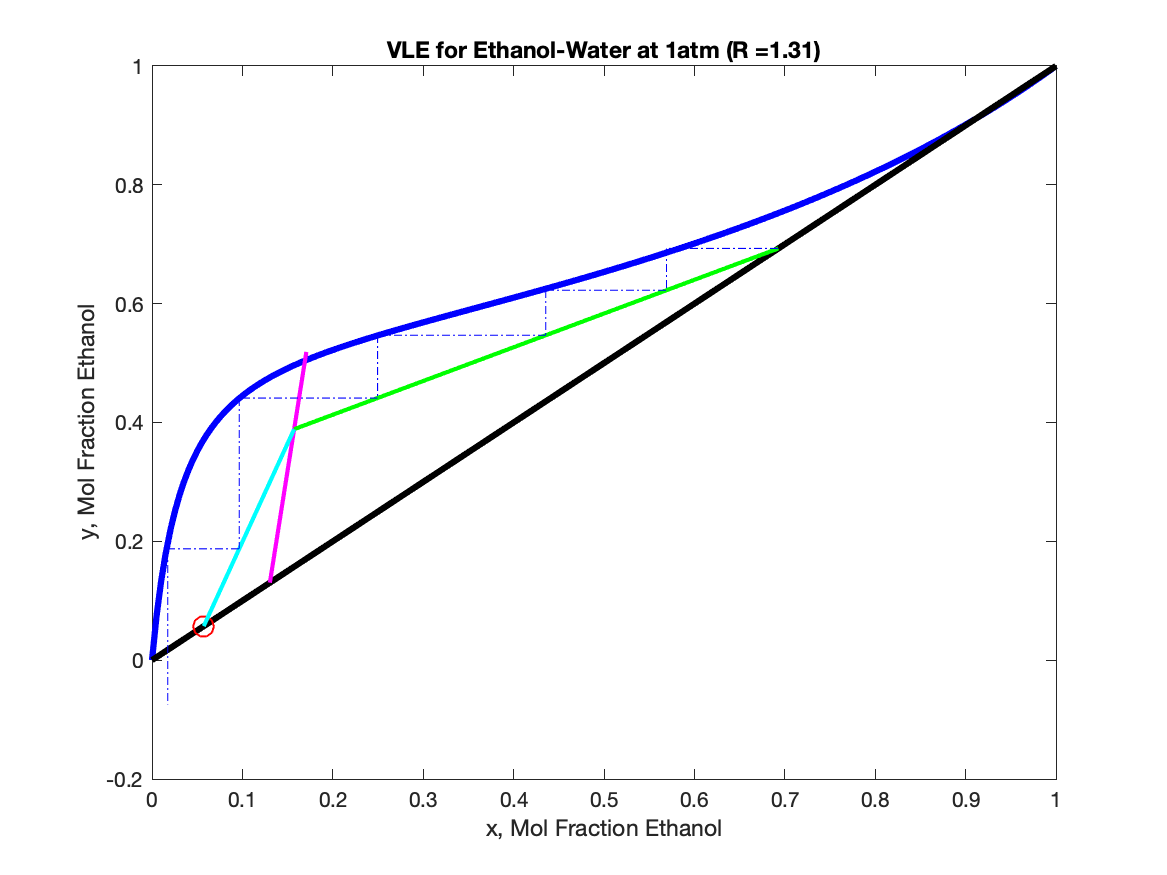 VLE for Ethanol-Water at 1atm (R =1.31)
1
0.8
0.6
0.4
0.2
0
-0.2
y, Mol Fraction Ethanol
0 0.1 0.2 0.3 0.4 0.5 0.6 0.7 0.8 0.9 1
x, Mol Fraction Ethanol